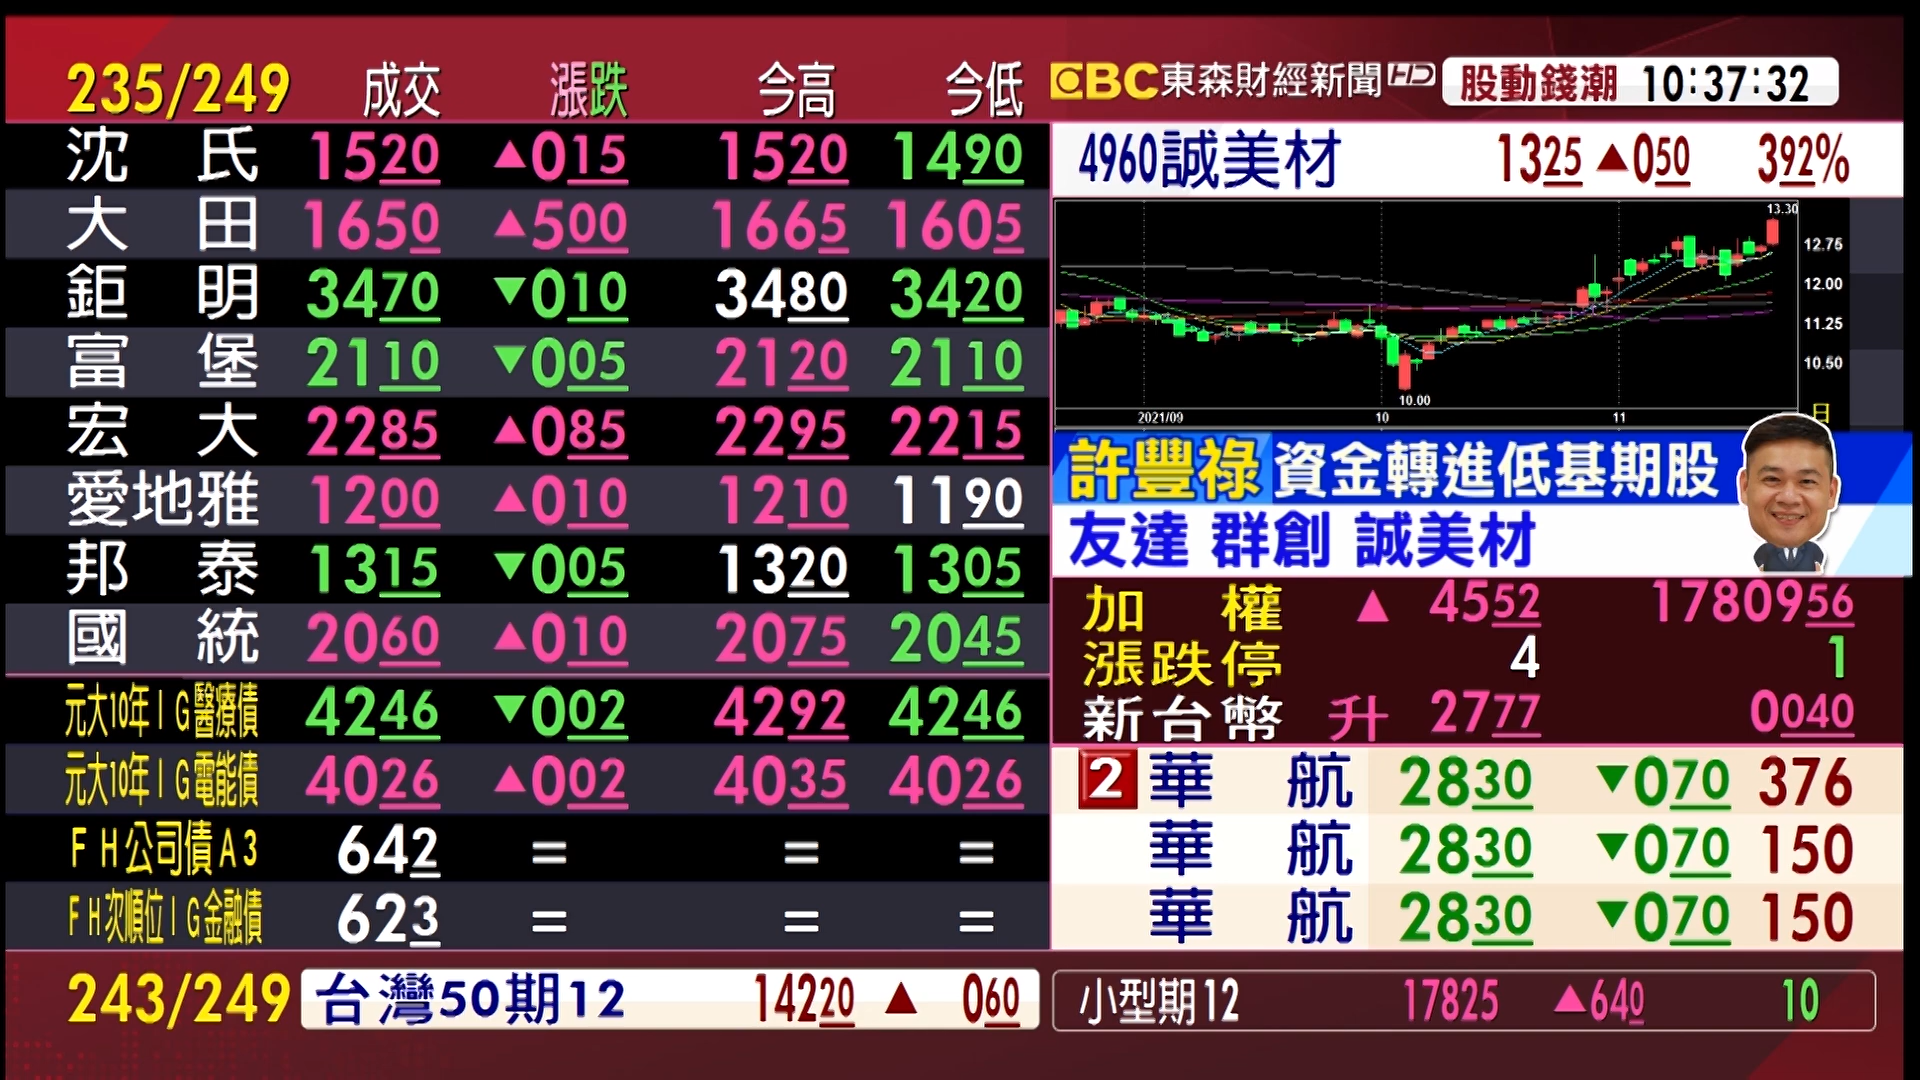 235/249 成交 漲跌 今高 今低
沈氏 1520 ▲015 1520 1490
大田 1650 ▲500 1665 1605
鉅明 3470 ▼010 3480 3420
富堡 2110 ▼005 2120 2110
宏大 2285 ▲085 2295 2215
愛地雅 1200 ▲010 1210 1190
邦泰 1315 ▼005 1320 1305
國統 2060 ▲010 2075 2045
元大10年IG醫療債 4246 ▼002 4292 4246
元大10年IG電能債 4026 ▲002 4035 4026
FH公司債A3 642 = = =
FH次順位IG金融債 623 = = =
243/249 台灣50期12 14220 ▲ 060
EBC東森財經新聞HD 股動錢潮 10:37:32
4960誠美材 1325 ▲050 392%
13.30
12.75
12.00
11.25
10.50
10.00
2021/09 10 11 日
許豐祿 資金轉進低基期股
友達 群創 誠美材
加權 ▲ 4552 1780956
漲跌停 4 1
新台幣 升 2777 0040
2 華航 2830 ▼070 376
華航 2830 ▼070 150
華航 2830 ▼070 150
小型期12 17825 ▲640 10